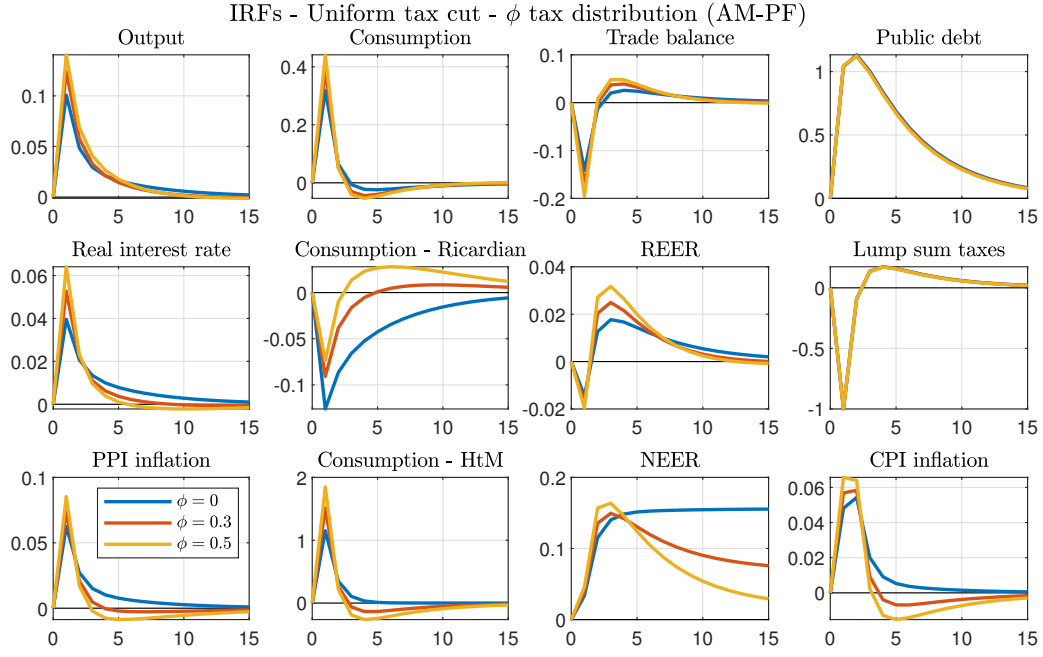 IRFs - Uniform tax cut - ϕ tax distribution (AM-PF)
Output
Consumption
Trade balance
Public debt
0.1
0.05
0
0 5 10 15
0.4
0.2
0
0 5 10 15
0.1
0
-0.1
-0.2
0 5 10 15
1
0.5
0
0 5 10 15
Real interest rate
Consumption - Ricardian
REER
Lump sum taxes
0.06
0.04
0.02
0
0 5 10 15
0
-0.05
-0.1
0 5 10 15
0.04
0.02
0
-0.02
0 5 10 15
0
-0.5
-1
0 5 10 15
PPI inflation
Consumption - HtM
NEER
CPI inflation
0.1
0.05
0
0 5 10 15
ϕ = 0
ϕ = 0.3
ϕ = 0.5
2
1.5
1
0.5
0
0 5 10 15
0.2
0.1
0
0 5 10 15
0.06
0.04
0.02
0
0 5 10 15